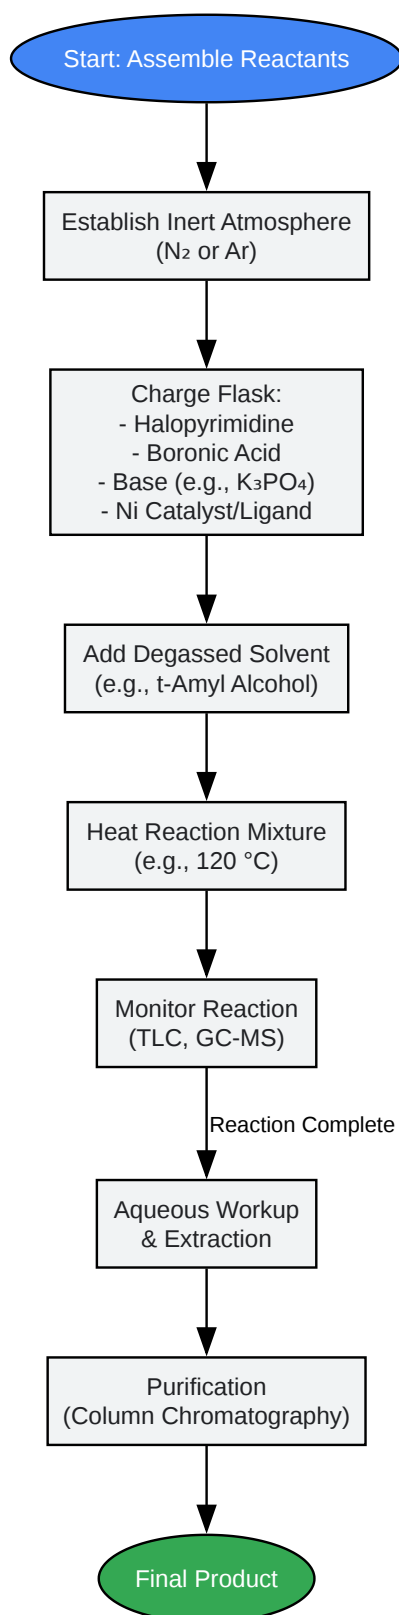 Start: Assemble Reactants
Establish Inert Atmosphere
(N₂ or Ar)
Charge Flask:
- Halopyrimidine
- Boronic Acid
- Base (e.g., K₃PO₄)
- Ni Catalyst/Ligand
Add Degassed Solvent
(e.g., t-Amyl Alcohol)
Heat Reaction Mixture
(e.g., 120 °C)
Monitor Reaction
(TLC, GC-MS)
Reaction Complete
Aqueous Workup
& Extraction
Purification
(Column Chromatography)
Final Product